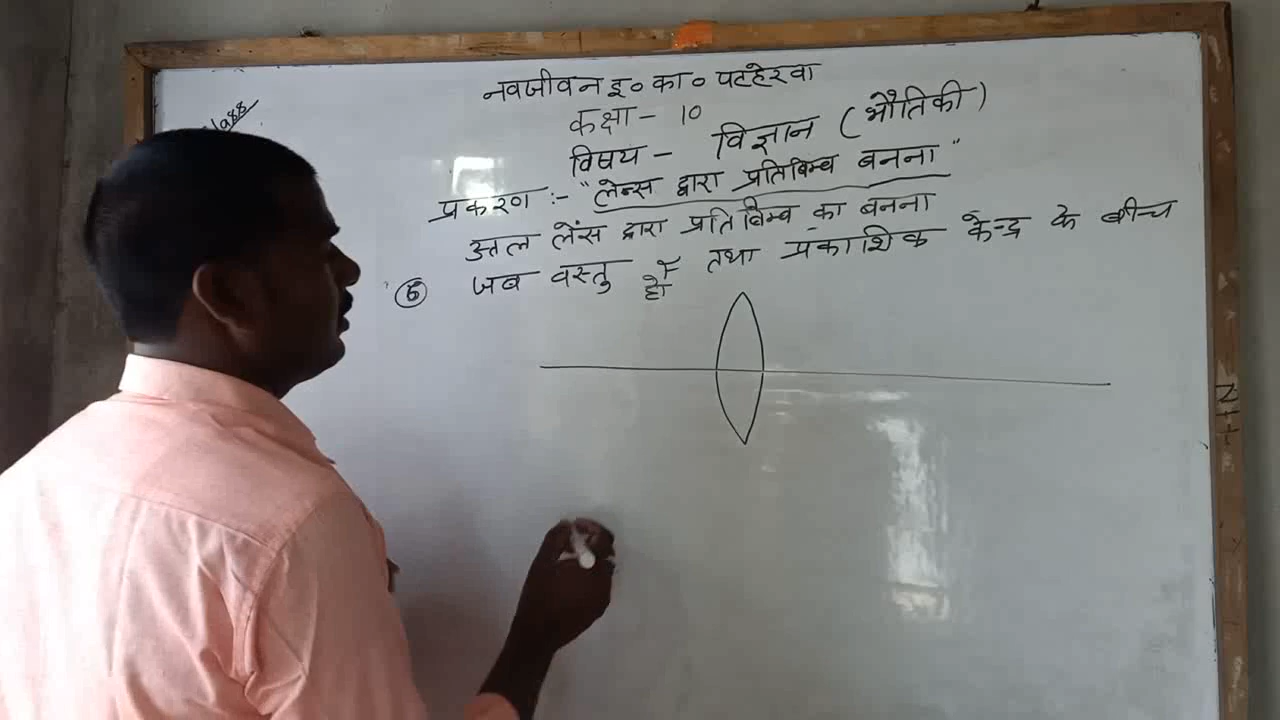 नवजीवन इ० का० पटहेरवा
कक्षा - 10
विषय - विज्ञान (भौतिकी)
प्रकरण :- "लेन्स द्वारा प्रतिबिम्ब बनना"
उत्तल लेंस द्वारा प्रतिबिम्ब का बनना
⑥ जब वस्तु F तथा प्रकाशिक केन्द्र के बीच
हो